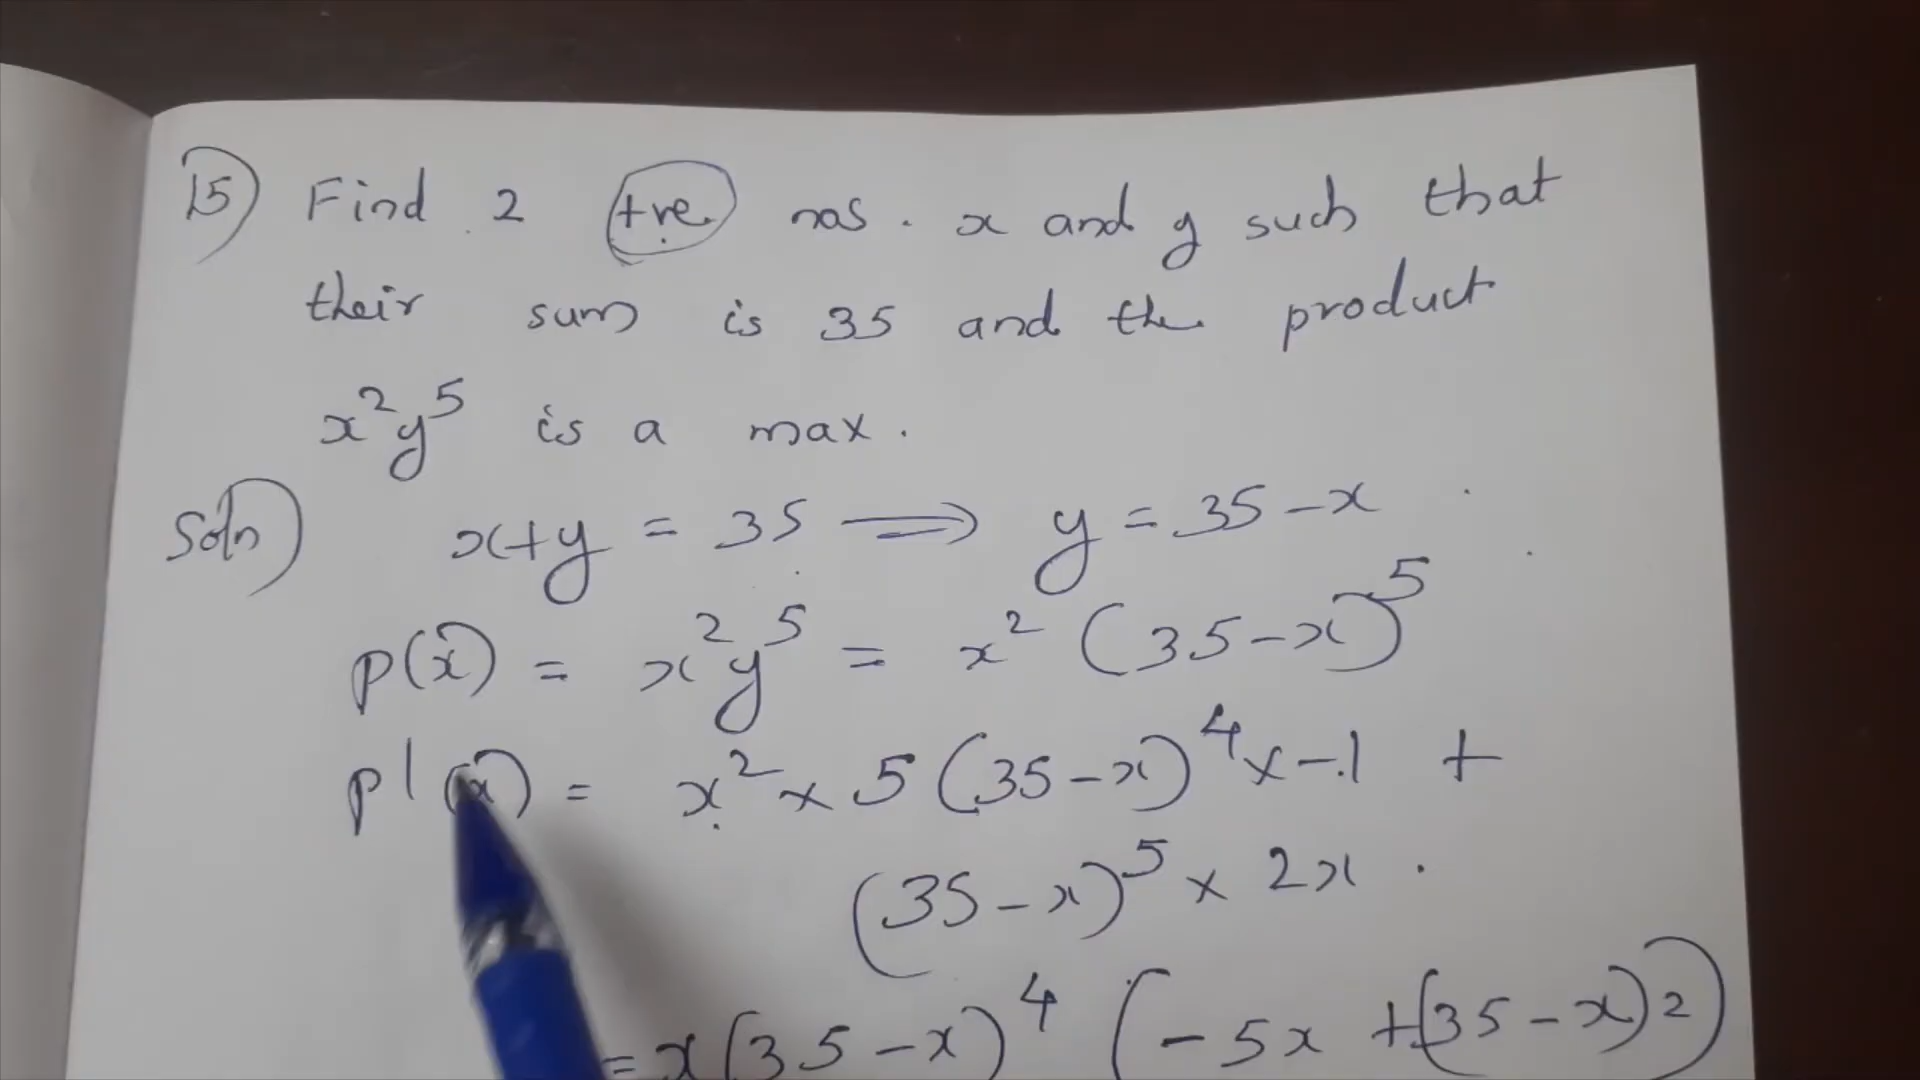 15) Find 2 +ve nos. x and y such that
their sum is 35 and the product
x²y⁵ is a max.
Soln) x+y = 35 ⟹ y = 35-x
p(x) = x²y⁵ = x²(35-x)⁵
p'(x) = x² × 5(35-x)⁴ x -1 +
(35-x)⁵ × 2x.
= x(35-x)⁴ (-5x +(35-x)2)